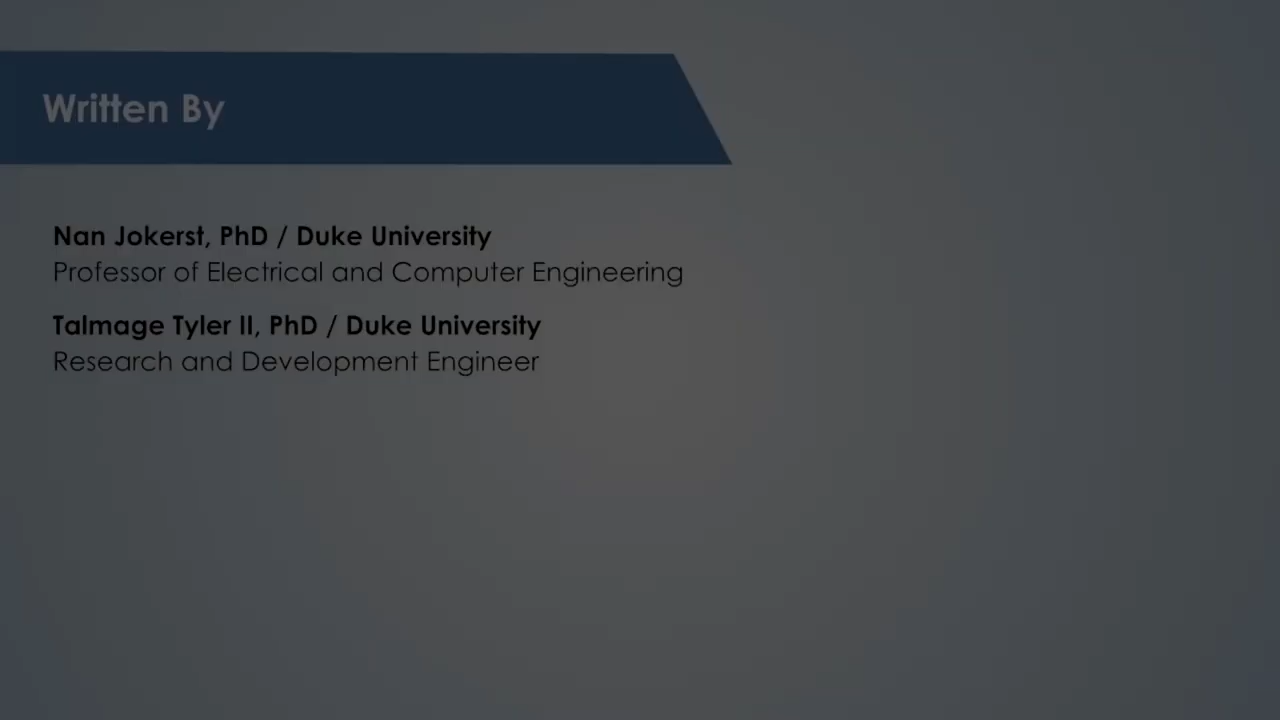 Written By
Nan Jokerst, PhD / Duke University
Professor of Electrical and Computer Engineering
Talmage Tyler II, PhD / Duke University
Research and Development Engineer